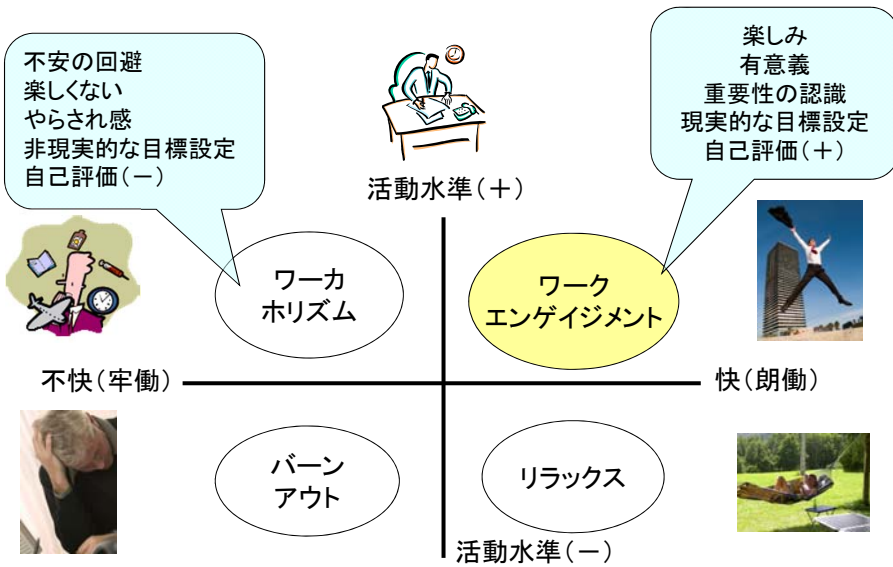 不安の回避
楽しくない
やらされ感
非現実的な目標設定
自己評価(－)
楽しみ
有意義
重要性の認識
現実的な目標設定
自己評価(＋)
活動水準(＋)
ワーカ
ホリズム
ワーク
エンゲイジメント
不快(牢働)
快(朗働)
バーン
アウト
リラックス
活動水準(－)